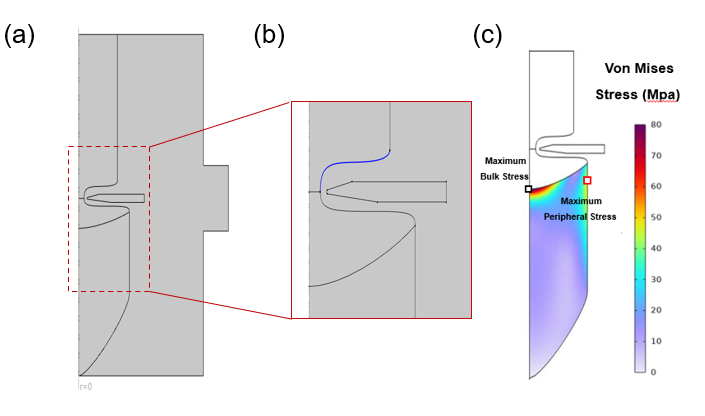 (a)
(b)
(c)
Von Mises
Stress (Mpa)
80
70
60
50
40
30
20
10
0
Maximum
Bulk Stress
Maximum
Peripheral Stress
r=0